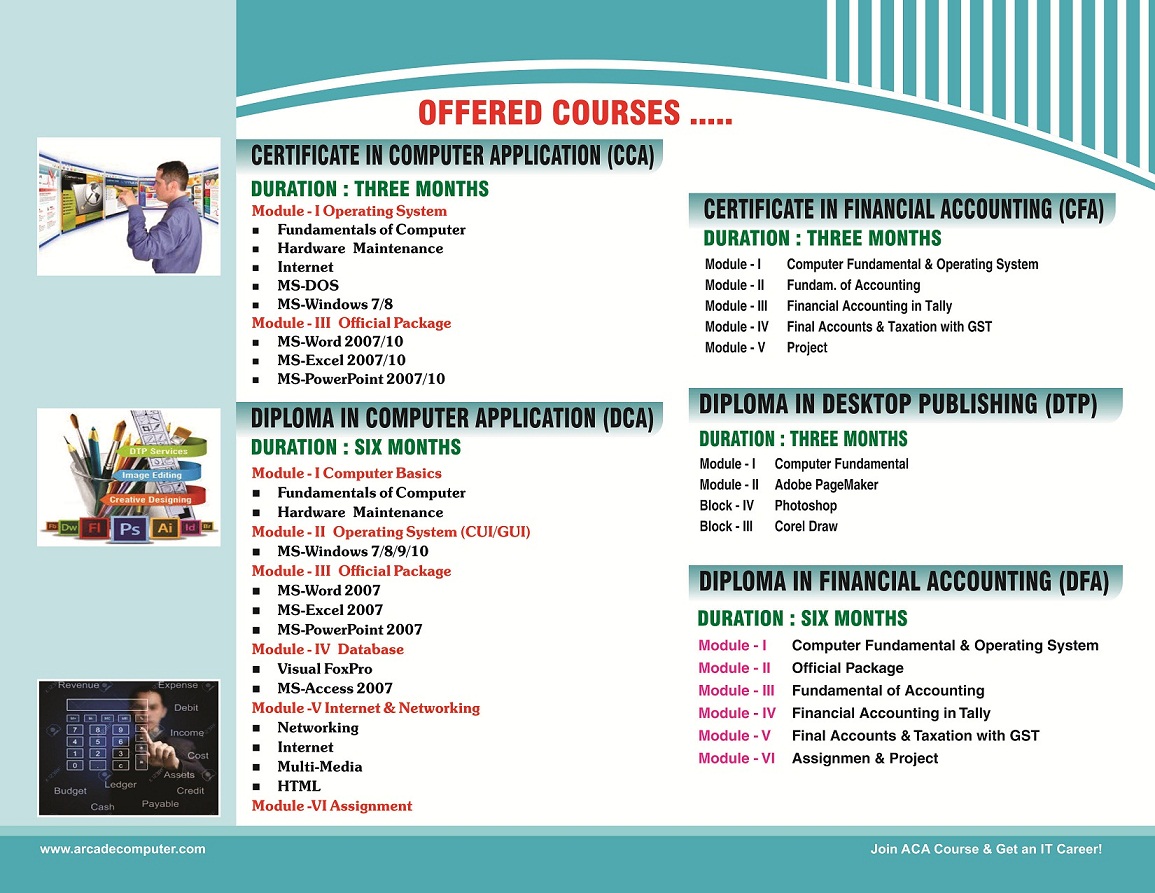 OFFERED COURSES .....
CERTIFICATE IN COMPUTER APPLICATION (CCA)
DURATION : THREE MONTHS
Module - I Operating System
■ Fundamentals of Computer
■ Hardware Maintenance
■ Internet
■ MS-DOS
■ MS-Windows 7/8
Module - III Official Package
■ MS-Word 2007/10
■ MS-Excel 2007/10
■ MS-PowerPoint 2007/10
DIPLOMA IN COMPUTER APPLICATION (DCA)
DURATION : SIX MONTHS
Module - I Computer Basics
■ Fundamentals of Computer
■ Hardware Maintenance
Module - II Operating System (CUI/GUI)
■ MS-Windows 7/8/9/10
Module - III Official Package
■ MS-Word 2007
■ MS-Excel 2007
■ MS-PowerPoint 2007
Module - IV Database
■ Visual FoxPro
■ MS-Access 2007
Module -V Internet & Networking
■ Networking
■ Internet
■ Multi-Media
■ HTML
Module -VI Assignment
CERTIFICATE IN FINANCIAL ACCOUNTING (CFA)
DURATION : THREE MONTHS
Module - I Computer Fundamental & Operating System
Module - II Fundam. of Accounting
Module - III Financial Accounting in Tally
Module - IV Final Accounts & Taxation with GST
Module - V Project
DIPLOMA IN DESKTOP PUBLISHING (DTP)
DURATION : THREE MONTHS
Module - I Computer Fundamental
Module - II Adobe PageMaker
Block - IV Photoshop
Block - III Corel Draw
DIPLOMA IN FINANCIAL ACCOUNTING (DFA)
DURATION : SIX MONTHS
Module - I Computer Fundamental & Operating System
Module - II Official Package
Module - III Fundamental of Accounting
Module - IV Financial Accounting in Tally
Module - V Final Accounts & Taxation with GST
Module - VI Assignmen & Project
DTP Services
Image Editing
Creative Designing
Dw Fl Ps Ai Id Br
Revenue Expense
Debit
Income
Cost
Assets
Ledger
Budget Credit
Cash Payable
7 8 9
4 5 6
1 2 3
0 . c
www.arcadecomputer.com
Join ACA Course & Get an IT Career!